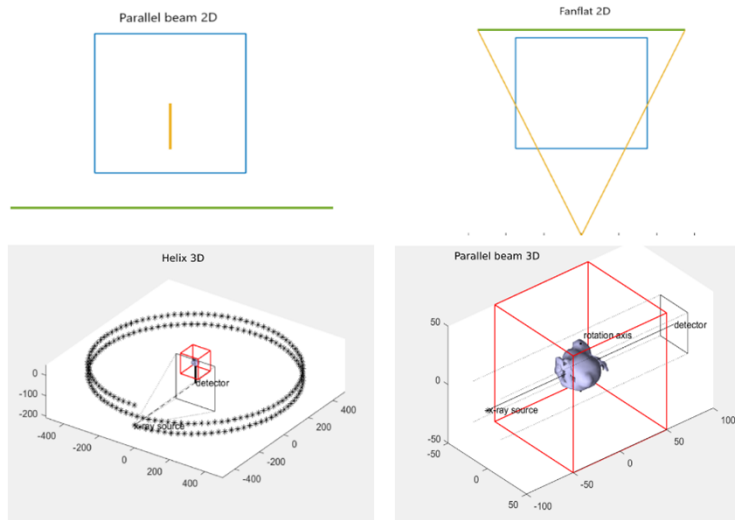 Parallel beam 2D
Fanflat 2D
Helix 3D
detector
x-ray source
0
-100
-200
-400
-200
0
200
400
-400
-200
0
200
400
Parallel beam 3D
rotation axis
detector
x-ray source
50
0
-50
-50
0
50
-100
-50
0
50
100